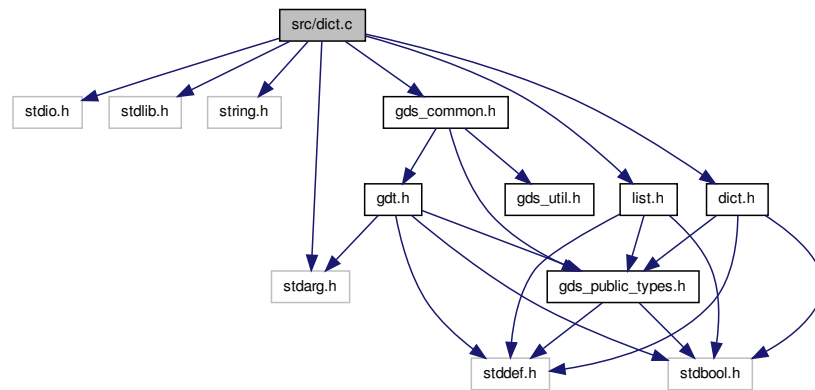 src/dict.c
stdio.h
stdlib.h
string.h
gds_common.h
gdt.h
gds_util.h
list.h
dict.h
stdarg.h
gds_public_types.h
stddef.h
stdbool.h